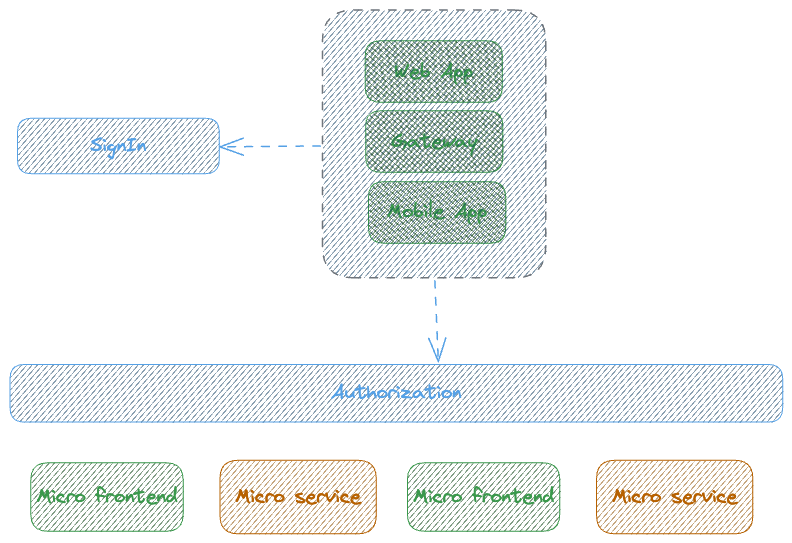 Web App
SignIn
Gateway
Mobile App
Authorization
Micro frontend
Micro service
Micro frontend
Micro service